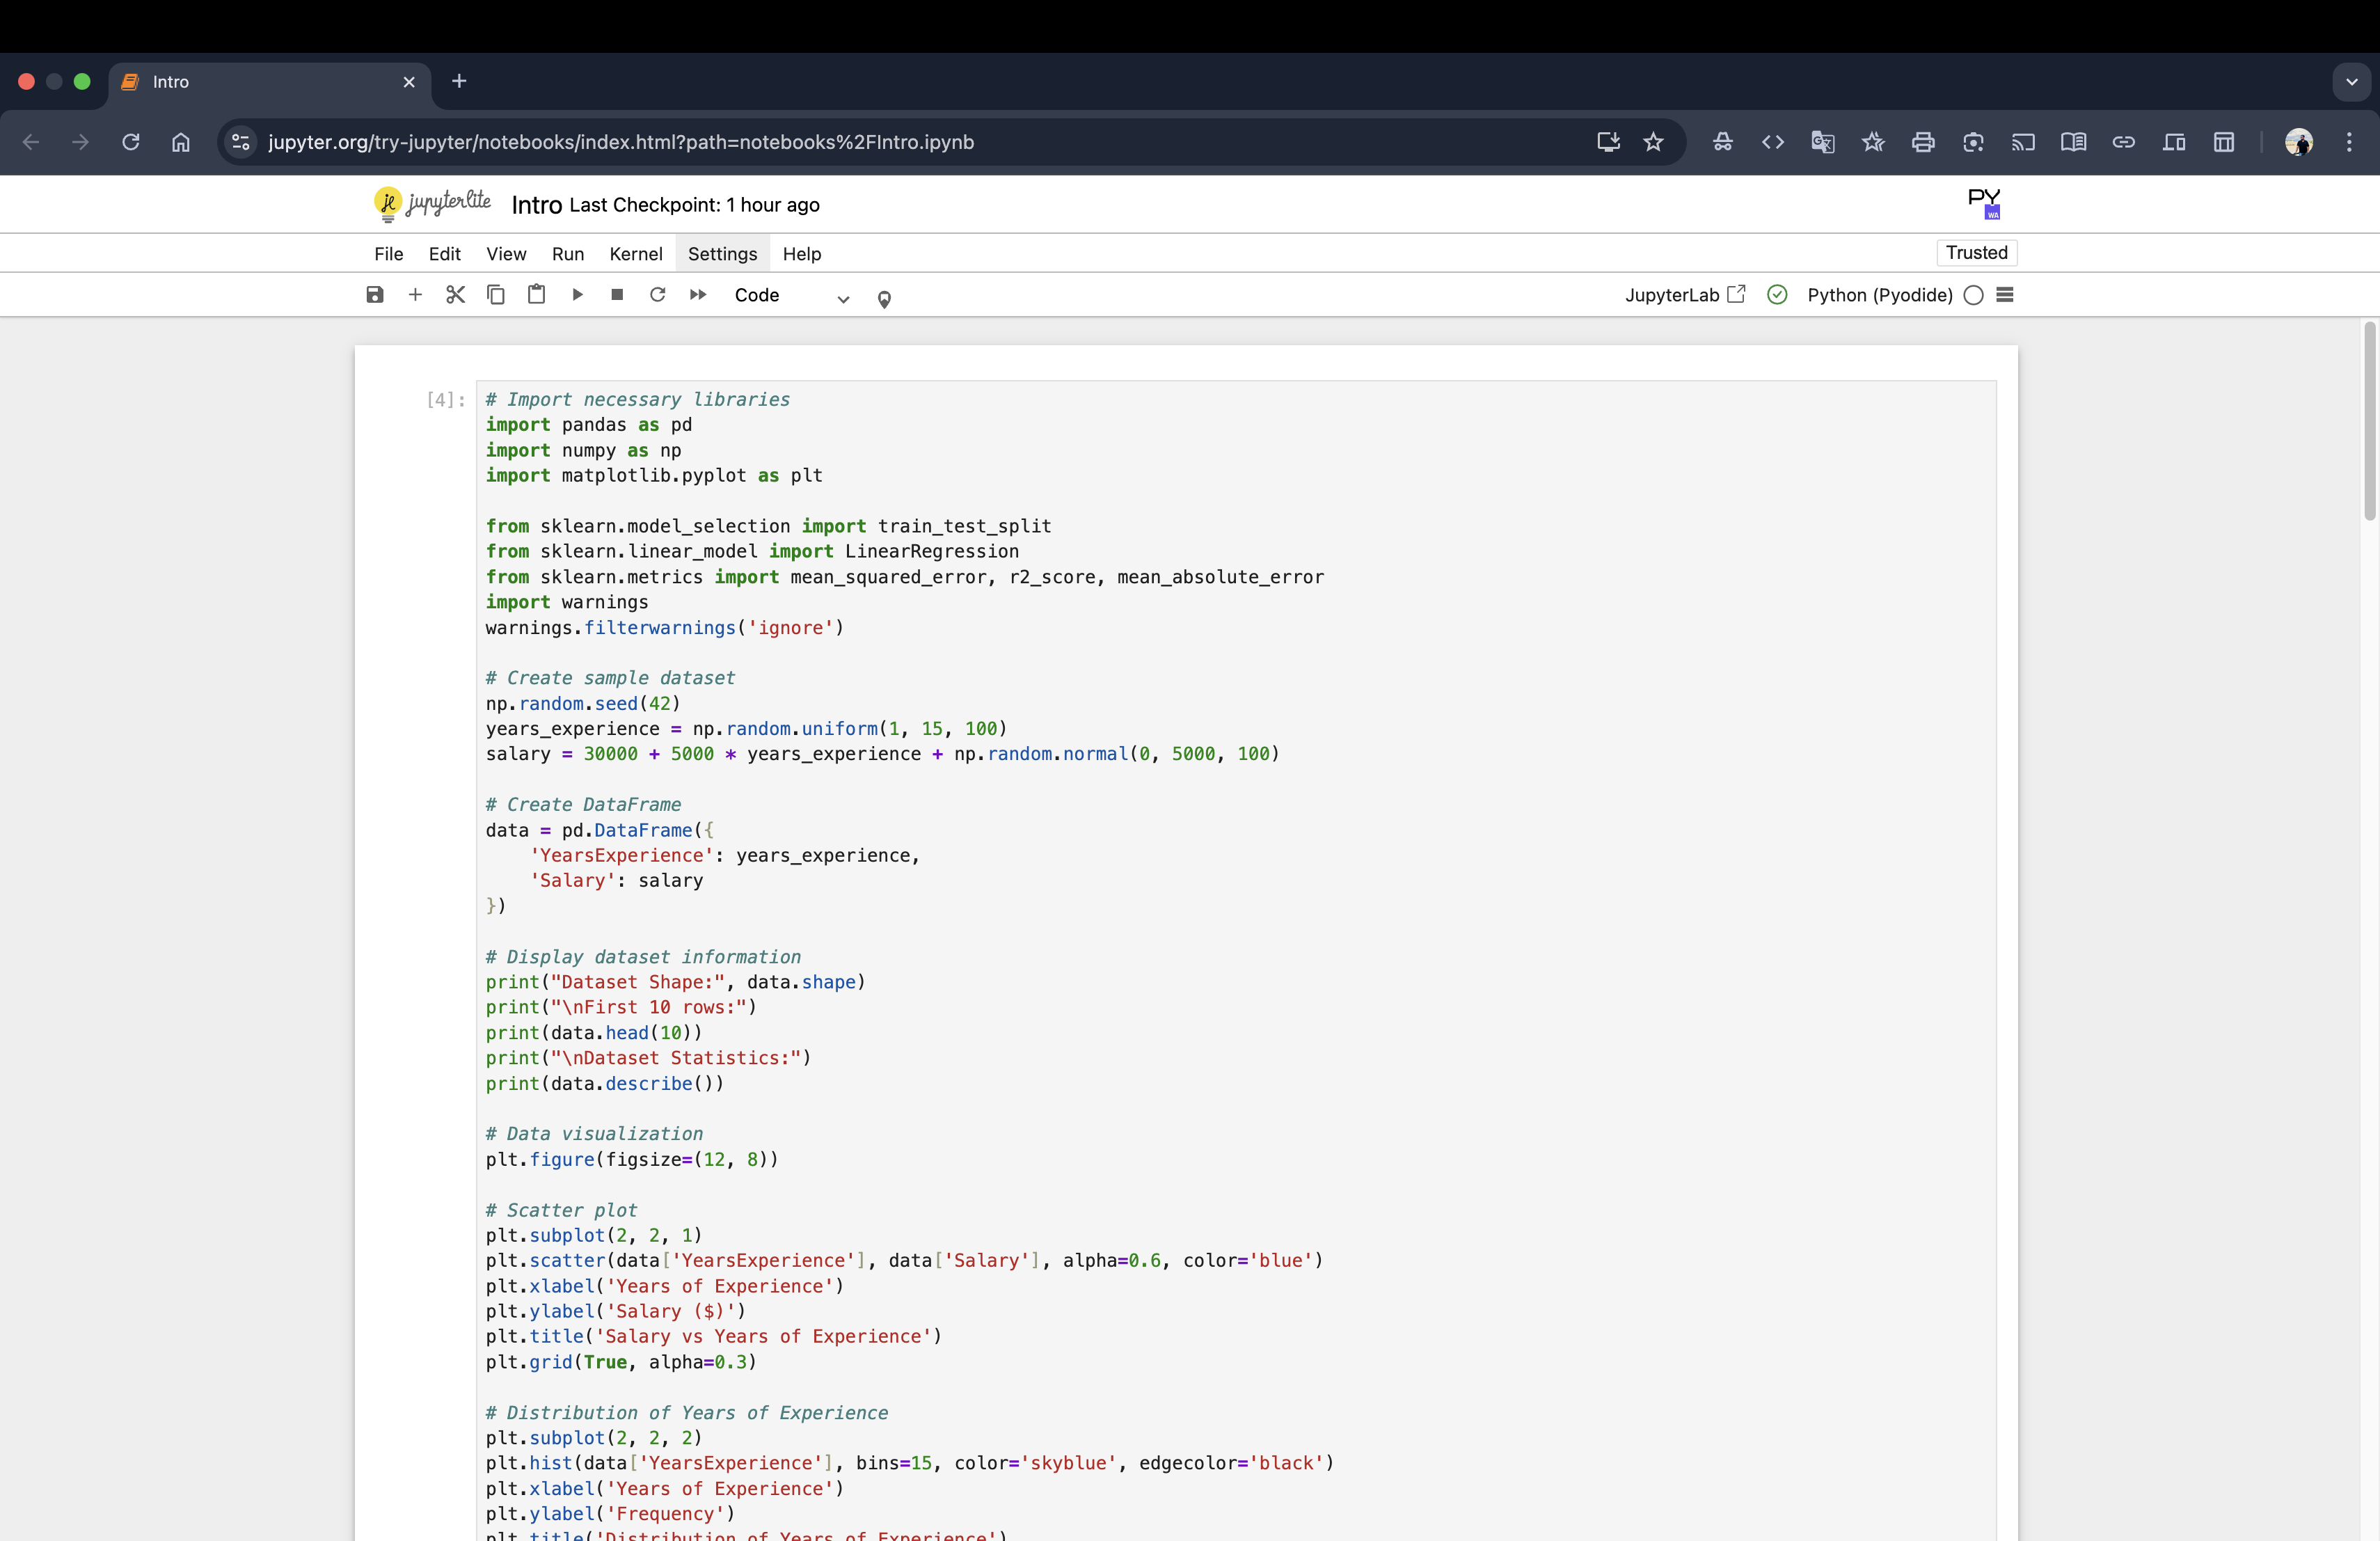 Intro
jupyter.org/try-jupyter/notebooks/index.html?path=notebooks%2FIntro.ipynb
jupyterlite Intro Last Checkpoint: 1 hour ago
PY
WA
File Edit View Run Kernel Settings Help
Trusted
Code
JupyterLab Python (Pyodide)
[4]:
# Import necessary libraries
import pandas as pd
import numpy as np
import matplotlib.pyplot as plt

from sklearn.model_selection import train_test_split
from sklearn.linear_model import LinearRegression
from sklearn.metrics import mean_squared_error, r2_score, mean_absolute_error
import warnings
warnings.filterwarnings('ignore')

# Create sample dataset
np.random.seed(42)
years_experience = np.random.uniform(1, 15, 100)
salary = 30000 + 5000 * years_experience + np.random.normal(0, 5000, 100)

# Create DataFrame
data = pd.DataFrame({
    'YearsExperience': years_experience,
    'Salary': salary
})

# Display dataset information
print("Dataset Shape:", data.shape)
print("\nFirst 10 rows:")
print(data.head(10))
print("\nDataset Statistics:")
print(data.describe())

# Data visualization
plt.figure(figsize=(12, 8))

# Scatter plot
plt.subplot(2, 2, 1)
plt.scatter(data['YearsExperience'], data['Salary'], alpha=0.6, color='blue')
plt.xlabel('Years of Experience')
plt.ylabel('Salary ($)')
plt.title('Salary vs Years of Experience')
plt.grid(True, alpha=0.3)

# Distribution of Years of Experience
plt.subplot(2, 2, 2)
plt.hist(data['YearsExperience'], bins=15, color='skyblue', edgecolor='black')
plt.xlabel('Years of Experience')
plt.ylabel('Frequency')
plt.title('Distribution of Years of Experience')